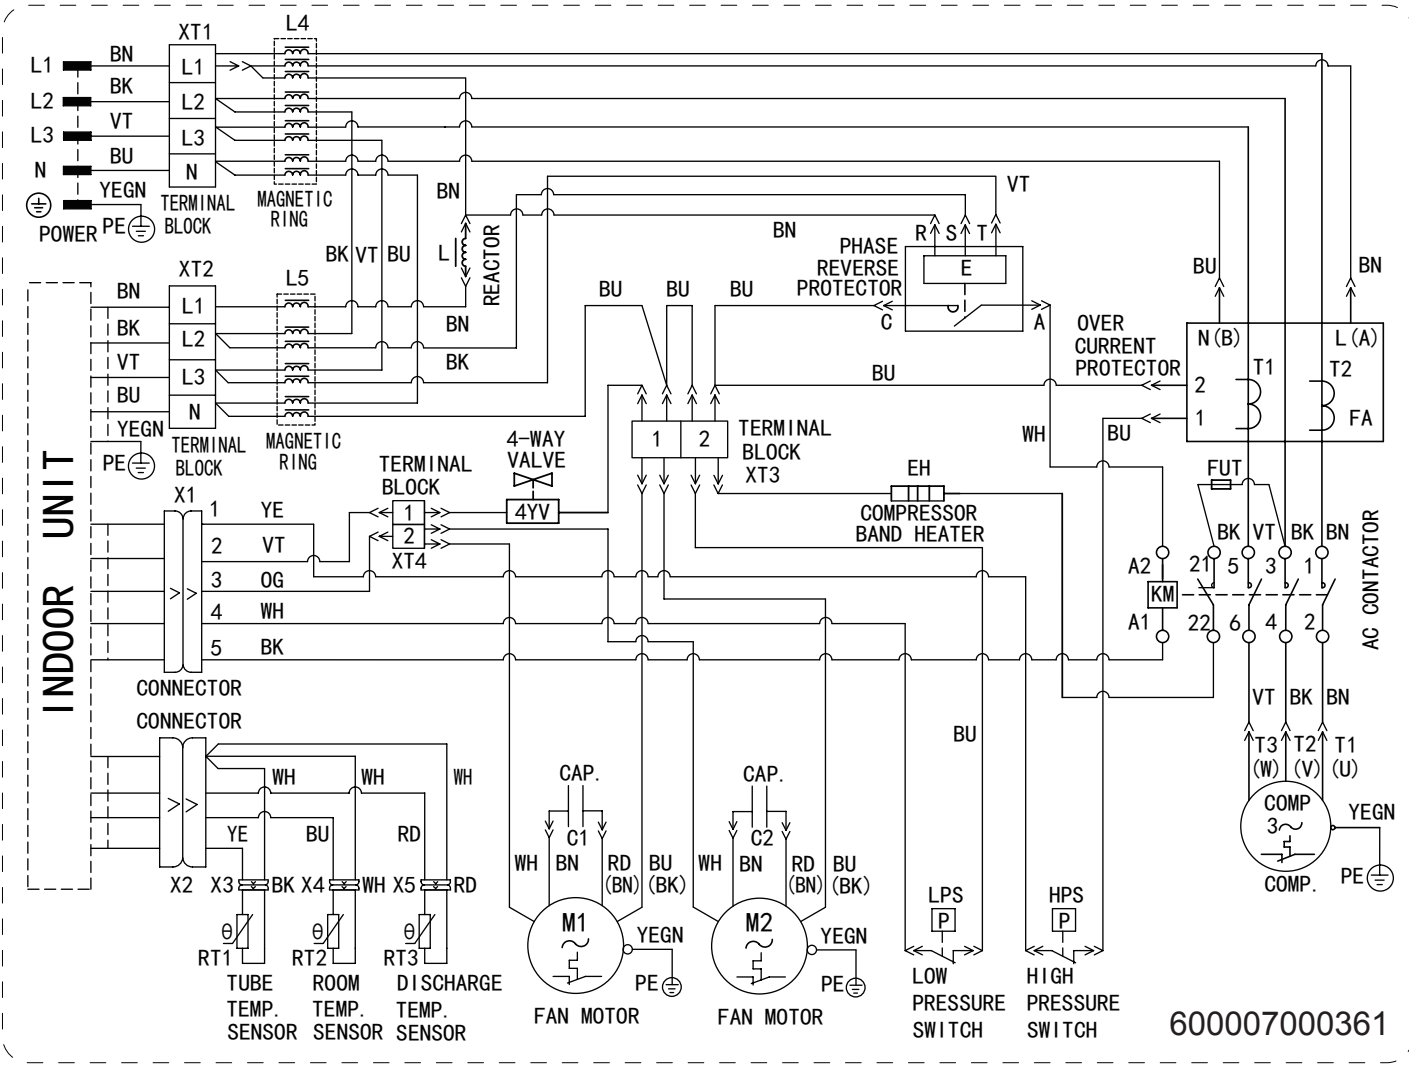 XT1
L4
L1
BN
L1
L2
BK
L2
L3
VT
L3
N
BU
N
YEGN
PE
POWER
TERMINAL
BLOCK
MAGNETIC
RING
BN
L
REACTOR
BK
VT
BU
BN
VT
R
S
T
E
PHASE
REVERSE
PROTECTOR
C
A
BU
BN
N(B)
L(A)
OVER
CURRENT
PROTECTOR
2
1
T1
T2
FA
XT2
L5
BN
L1
BK
L2
VT
L3
BU
N
YEGN
PE
TERMINAL
BLOCK
MAGNETIC
RING
BN
BK
BU
BU
BU
BU
WH
BU
1
2
TERMINAL
BLOCK
XT3
4-WAY
VALVE
4YV
TERMINAL
BLOCK
1
2
XT4
EH
COMPRESSOR
BAND HEATER
FUT
BK
VT
BK
BN
AC CONTACTOR
A2
KM
A1
21
5
3
1
22
6
4
2
INDOOR UNIT
X1
1
YE
2
VT
3
OG
4
WH
5
BK
CONNECTOR
CONNECTOR
X2
WH
WH
WH
YE
BU
RD
X3
BK
X4
WH
X5
RD
θ
θ
θ
RT1
RT2
RT3
TUBE
TEMP.
SENSOR
ROOM
TEMP.
SENSOR
DISCHARGE
TEMP.
SENSOR
CAP.
C1
WH
BN
RD
(BN)
BU
(BK)
M1
YEGN
PE
FAN MOTOR
CAP.
C2
WH
BN
RD
(BN)
BU
(BK)
M2
YEGN
PE
FAN MOTOR
BU
LPS
P
LOW
PRESSURE
SWITCH
HPS
P
HIGH
PRESSURE
SWITCH
VT
BK
BN
T3
(W)
T2
(V)
T1
(U)
COMP
3
YEGN
PE
COMP.
600007000361